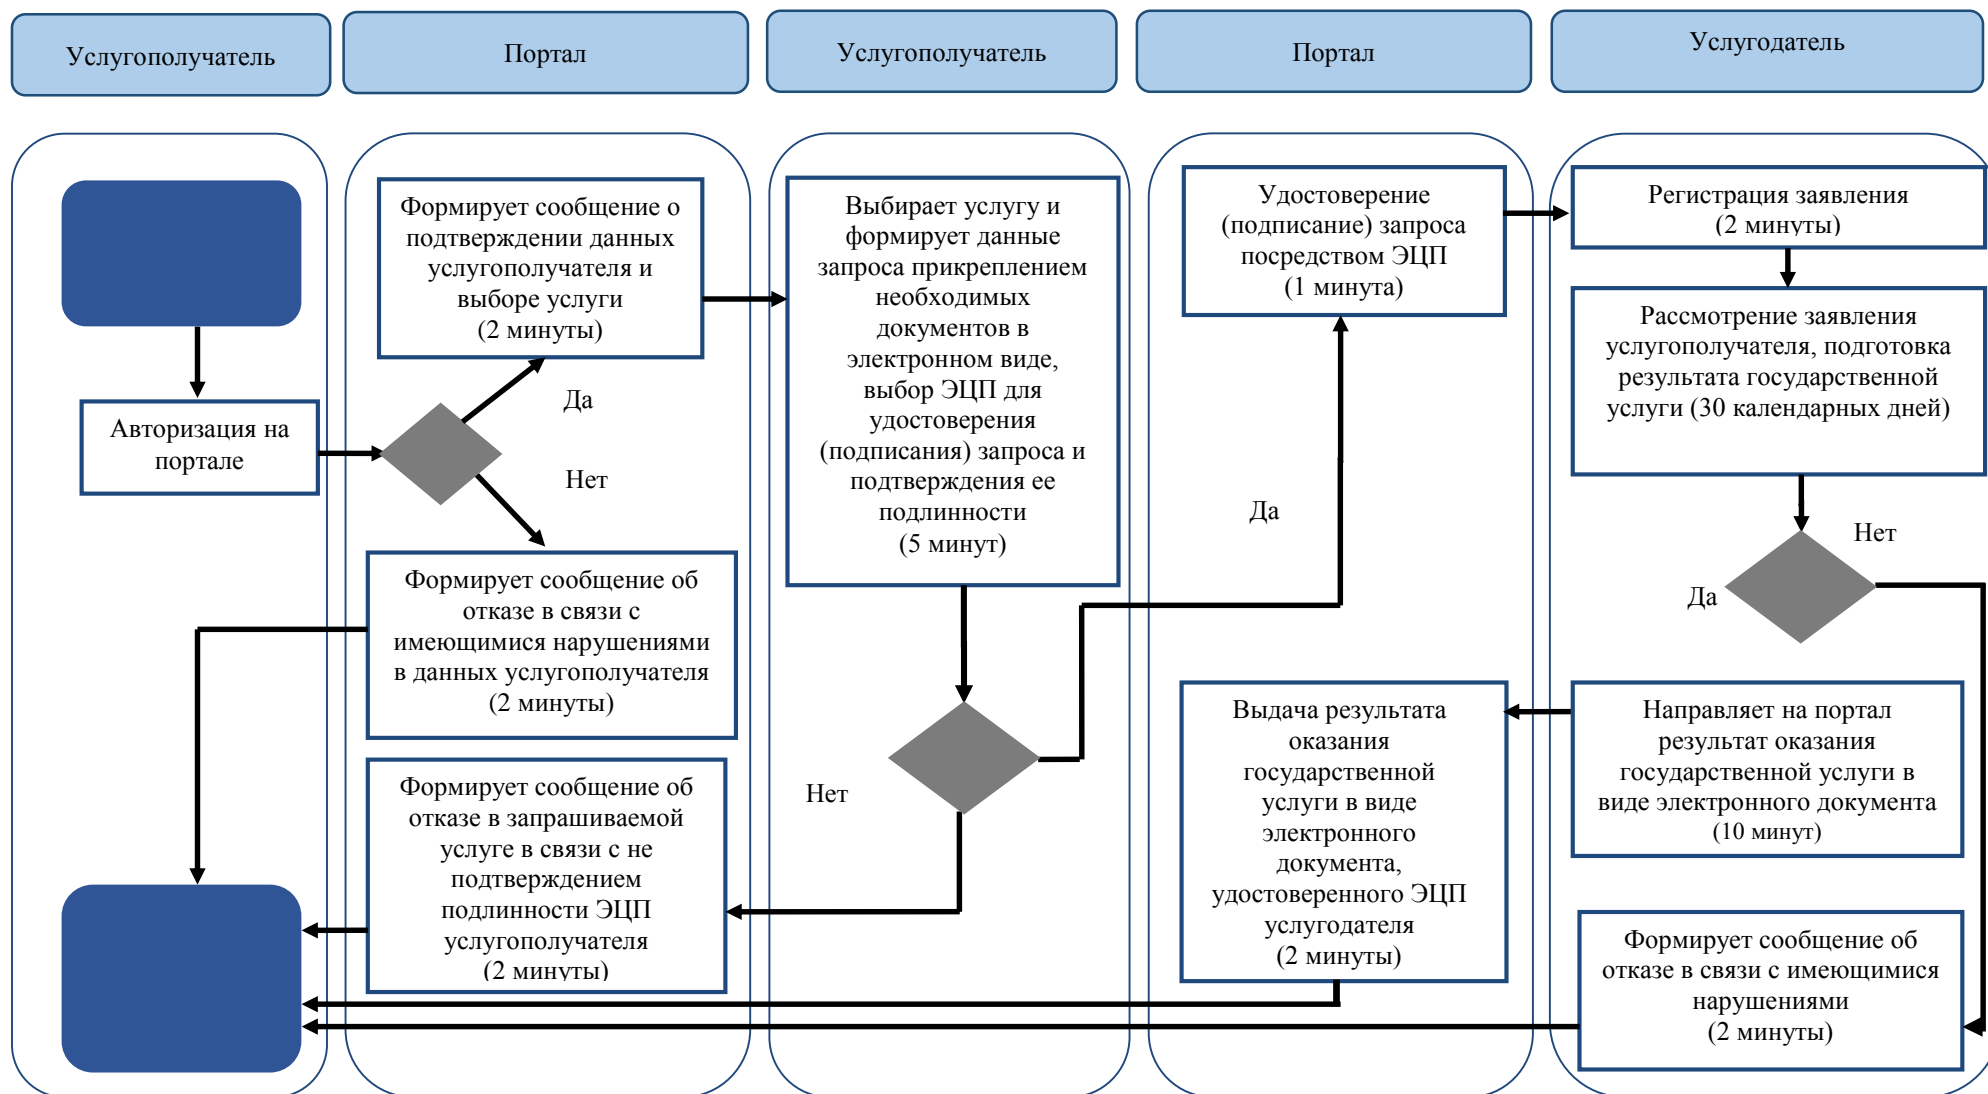 Услугополучатель
Портал
Услугополучатель
Портал
Услугодатель
Авторизация на
портале
Формирует сообщение о
подтверждении данных
услугополучателя и
выборе услуги
(2 минуты)
Да
Нет
Формирует сообщение об
отказе в связи с
имеющимися нарушениями
в данных услугополучателя
(2 минуты)
Формирует сообщение об
отказе в запрашиваемой
услуге в связи с не
подтверждением
подлинности ЭЦП
услугополучателя
(2 минуты)
Выбирает услугу и
формирует данные
запроса прикреплением
необходимых
документов в
электронном виде,
выбор ЭЦП для
удостоверения
(подписания) запроса и
подтверждения ее
подлинности
(5 минут)
Нет
Да
Удостоверение
(подписание) запроса
посредством ЭЦП
(1 минута)
Выдача результата
оказания
государственной
услуги в виде
электронного
документа,
удостоверенного ЭЦП
услугодателя
(2 минуты)
Регистрация заявления
(2 минуты)
Рассмотрение заявления
услугополучателя, подготовка
результата государственной
услуги (30 календарных дней)
Нет
Да
Направляет на портал
результат оказания
государственной услуги в
виде электронного документа
(10 минут)
Формирует сообщение об
отказе в связи с имеющимися
нарушениями
(2 минуты)